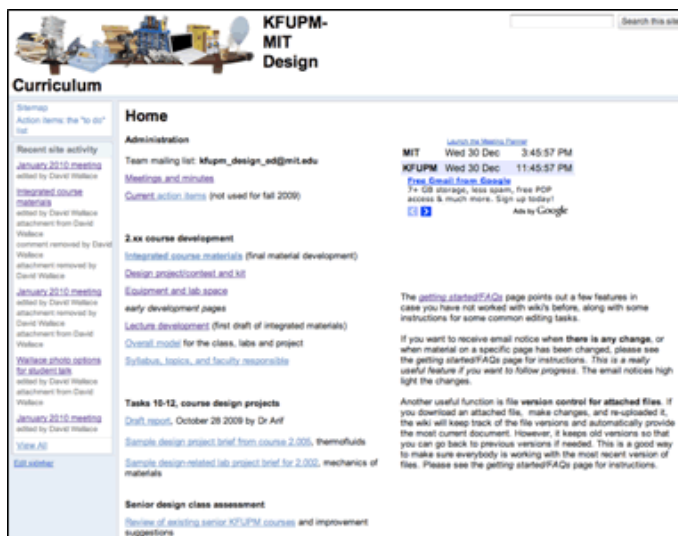 KFUPM-
MIT
Design
Curriculum
Search this site
Sitemap
Action items: the "to do"
list
Recent site activity
January 2010 meeting
edited by David Wallace
Integrated course
materials
edited by David Wallace
attachment from David
Wallace
comment removed by David
Wallace
attachment removed by
David Wallace
January 2010 meeting
edited by David Wallace
attachment removed by
David Wallace
attachment from David
Wallace
Wallace photo options
for student talk
edited by David Wallace
attachment from David
Wallace
January 2010 meeting
edited by David Wallace
View All
Edit sidebar
Home
Administration
Team mailing list: kfupm_design_ed@mit.edu
Meetings and minutes
Current action items (not used for fall 2009)
2.xx course development
Integrated course materials (final material development)
Design project/contest and kit
Equipment and lab space
early development pages
Lecture development (first draft of integrated materials)
Overall model for the class, labs and project
Syllabus, topics, and faculty responsible
Tasks 10-12, course design projects
Draft report, October 28 2009 by Dr Arif
Sample design project brief from course 2.005, thermofluids
Sample design-related lab project brief for 2.002, mechanics of
materials
Senior design class assessment
Review of existing senior KFUPM courses and improvement
suggestions
Launch the Meeting Planner
MIT Wed 30 Dec 3:45:57 PM
KFUPM Wed 30 Dec 11:45:57 PM
Free Gmail from Google
7+ GB storage, less spam, free POP
access & much more. Sign up today!
Ads by Google
The getting started/FAQs page points out a few features in
case you have not worked with wiki's before, along with some
instructions for some common editing tasks.
If you want to receive email notice when there is any change, or
when material on a specific page has been changed, please see
the getting started/FAQs page for instructions. This is a really
useful feature if you want to follow progress. The email notices high
light the changes.
Another useful function is file version control for attached files. If
you download an attached file, make changes, and re-uploaded it,
the wiki will keep track of the file versions and automatically provide
the most current document. However, it keeps old versions so that
you can go back to previous versions if needed. This is a good way
to make sure everybody is working with the most recent version of
files. Please see the getting started/FAQs page for instructions.